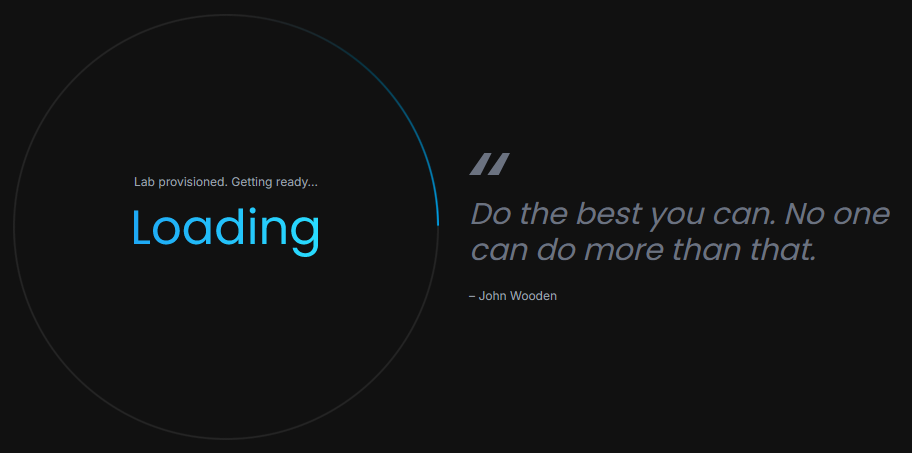 Lab provisioned. Getting ready...
Loading
"
Do the best you can. No one
can do more than that.
– John Wooden